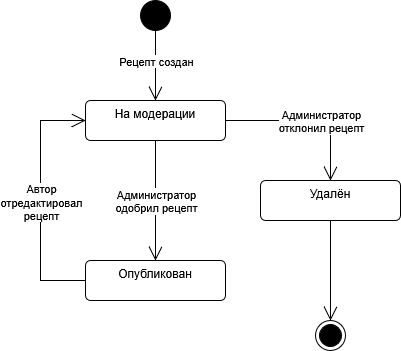 Рецепт создан
На модерации
Администратор
отклонил рецепт
Автор
отредактировал
рецепт
Администратор
одобрил рецепт
Удалён
Опубликован